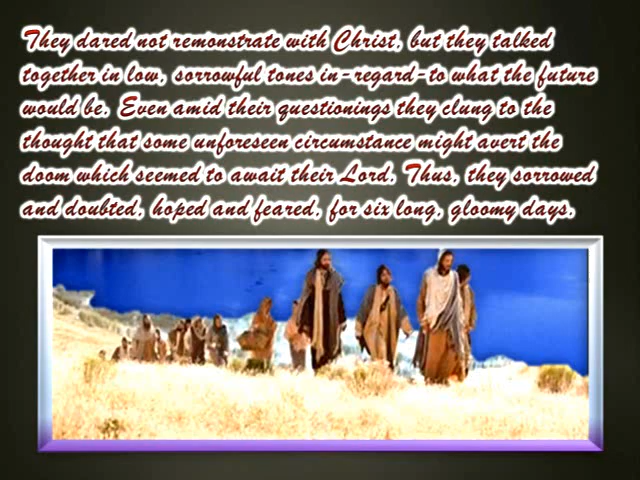 They dared not remonstrate with Christ, but they talked
together in low, sorrowful tones in-regard-to what the future
would be. Even amid their questionings they clung to the
thought that some unforeseen circumstance might avert the
doom which seemed to await their Lord. Thus, they sorrowed
and doubted, hoped and feared, for six long, gloomy days.